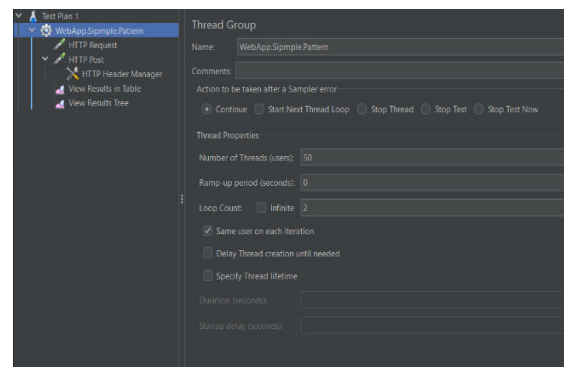 Test Plan 1
WebApp.Sipmple.Pattern
HTTP Request
HTTP Post
HTTP Header Manager
View Results in Table
View Results Tree
Thread Group
Name: WebApp.Sipmple.Pattern
Comments:
Action to be taken after a Sampler error
Continue Start Next Thread Loop Stop Thread Stop Test Stop Test Now
Thread Properties
Number of Threads (users): 50
Ramp-up period (seconds): 0
Loop Count: Infinite 2
Same user on each iteration
Delay Thread creation until needed
Specify Thread lifetime
Duration (seconds):
Startup delay (seconds):